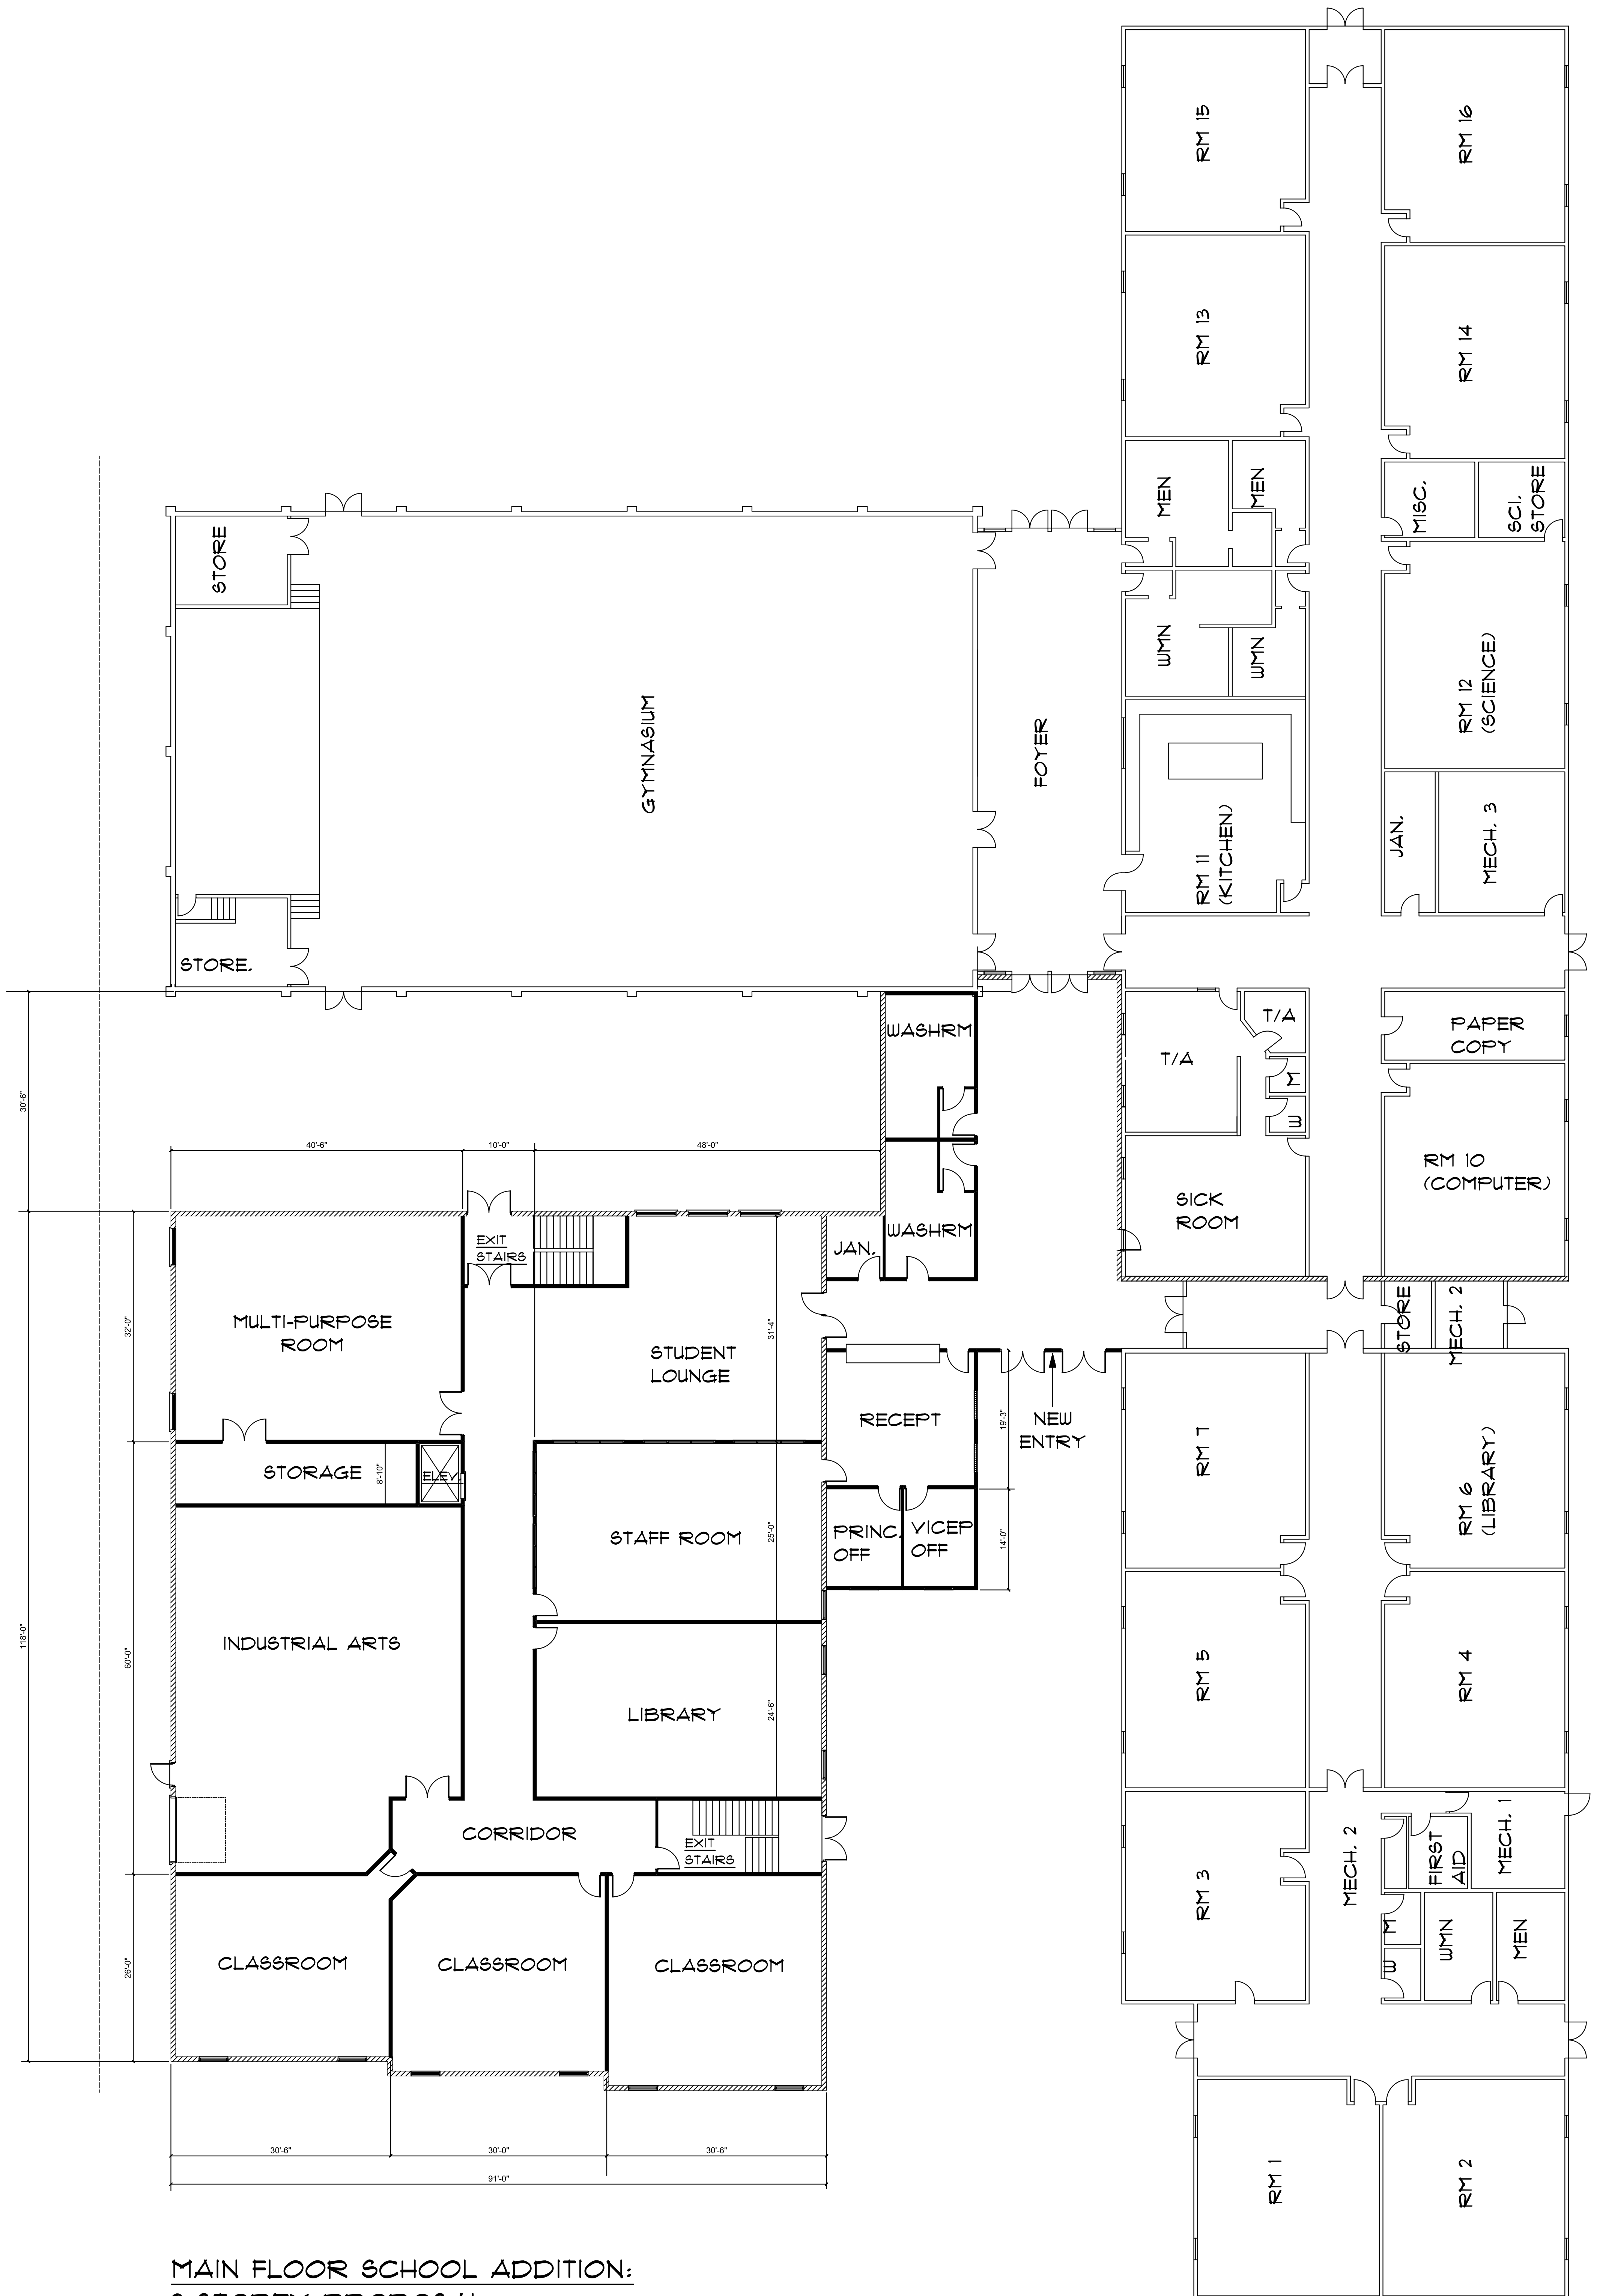 RM 15
RM 16
RM 13
RM 14
MEN
MEN
MISC.
SCI.
STORE
STORE
WMN
WMN
RM 12
(SCIENCE)
GYMNASIUM
FOYER
RM 11
(KITCHEN)
JAN.
MECH. 3
STORE.
WASHRM
T/A
T/A
PAPER
COPY
M
W
30'-6"
40'-6"
10'-0"
48'-0"
RM 10
(COMPUTER)
SICK
ROOM
WASHRM
JAN.
EXIT
STAIRS
STORE
MECH. 2
32'-0"
MULTI-PURPOSE
ROOM
31'-4"
STUDENT
LOUNGE
RECEPT
19'-3"
NEW
ENTRY
RM 7
RM 6
(LIBRARY)
STORAGE
8'-10"
ELEV.
STAFF ROOM
25'-0"
PRINC.
OFF
VICEP
OFF
14'-0"
118'-0"
60'-0"
INDUSTRIAL ARTS
LIBRARY
24'-6"
RM 5
RM 4
CORRIDOR
EXIT
STAIRS
RM 3
MECH. 2
FIRST
AID
MECH. 1
M
W
WMN
MEN
26'-0"
CLASSROOM
CLASSROOM
CLASSROOM
30'-6"
30'-0"
30'-6"
91'-0"
RM 1
RM 2
MAIN FLOOR SCHOOL ADDITION: